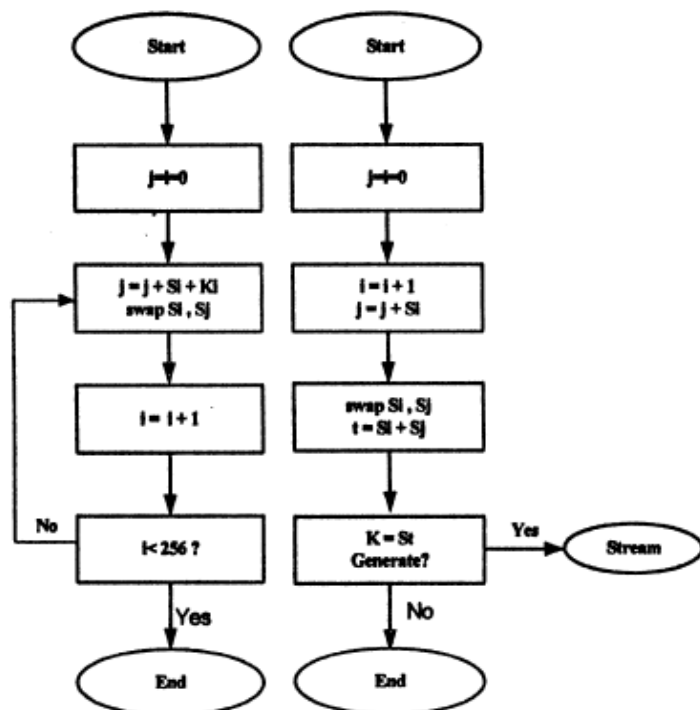 Start
j=i=0
j = j + Si + Ki
swap Si , Sj
i = i + 1
i< 256 ?
No
Yes
End
Start
j=i=0
i = i + 1
j = j + Si
swap Si , Sj
t = Si + Sj
K = St
Generate?
Yes
Stream
No
End